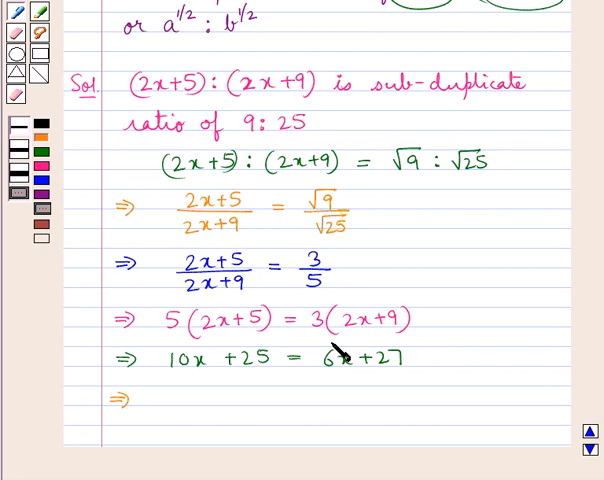 or a^1/2 : b^1/2
Sol. (2x+5) : (2x+9) is sub-duplicate
ratio of 9 : 25
(2x+5) : (2x+9) = √9 : √25
⇒ 2x+5 / 2x+9 = √9 / √25
⇒ 2x+5 / 2x+9 = 3 / 5
⇒ 5(2x+5) = 3(2x+9)
⇒ 10x + 25 = 6x + 27
⇒